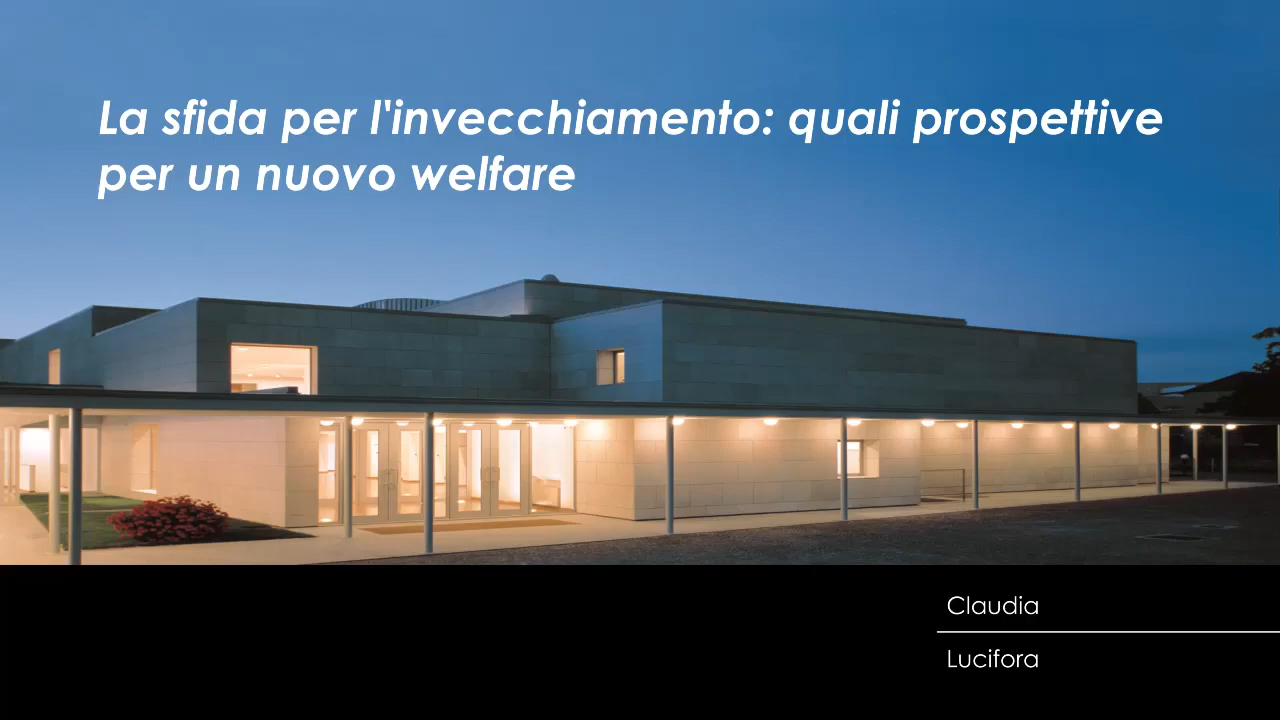 La sfida per l'invecchiamento: quali prospettive
per un nuovo welfare
Claudia
Lucifora